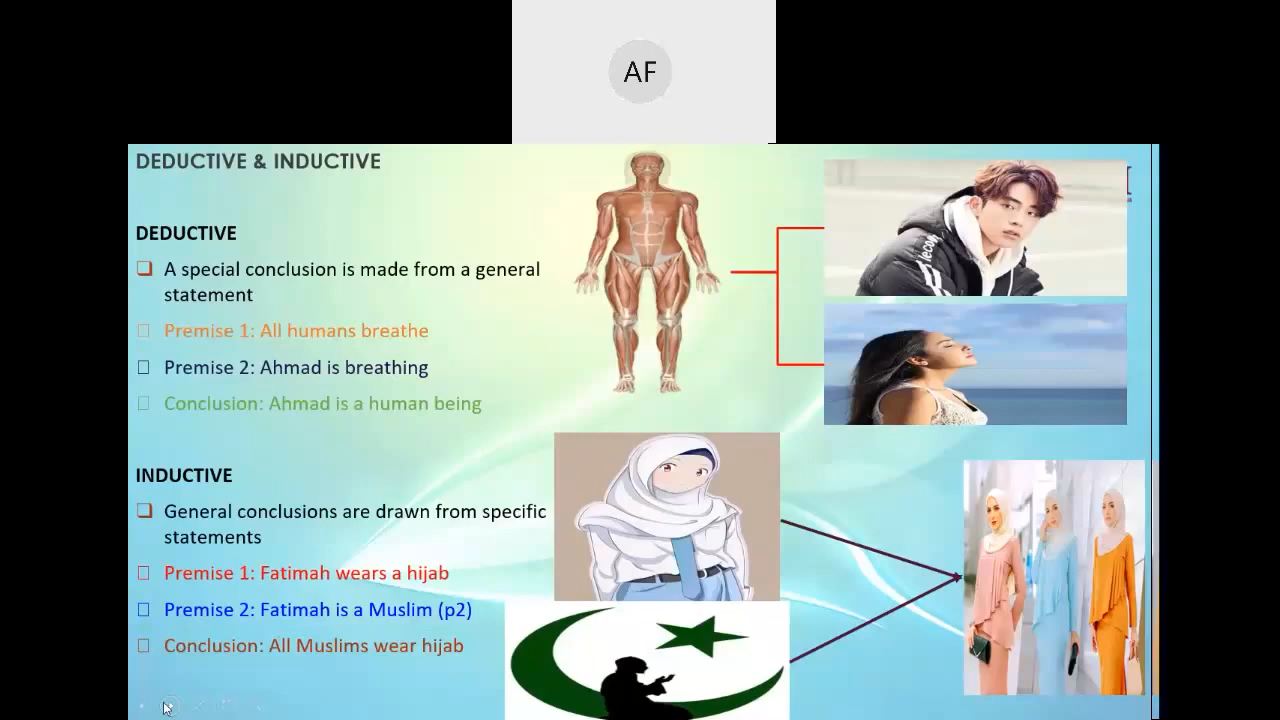 AF
DEDUCTIVE & INDUCTIVE
DEDUCTIVE
A special conclusion is made from a general
statement
Premise 1: All humans breathe
Premise 2: Ahmad is breathing
Conclusion: Ahmad is a human being
INDUCTIVE
General conclusions are drawn from specific
statements
Premise 1: Fatimah wears a hijab
Premise 2: Fatimah is a Muslim (p2)
Conclusion: All Muslims wear hijab